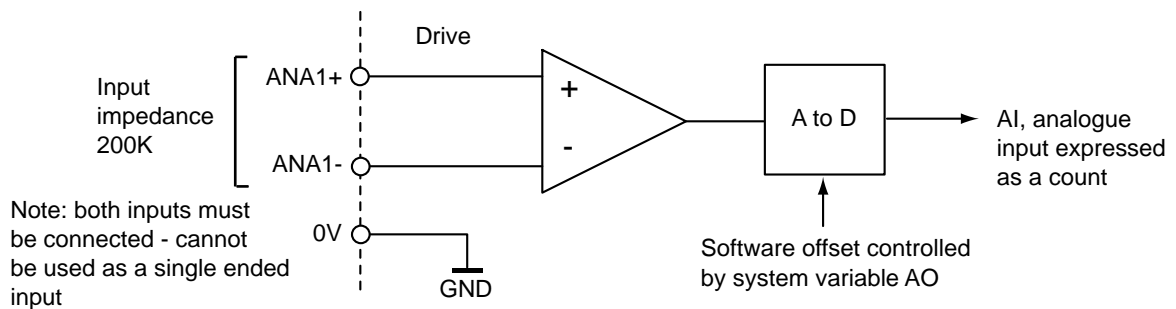 Drive
Input
impedance
200K
ANA1+
ANA1-
0V
GND
+
-
A to D
AI, analogue
input expressed
as a count
Note: both inputs must
be connected - cannot
be used as a single ended
input
Software offset controlled
by system variable AO